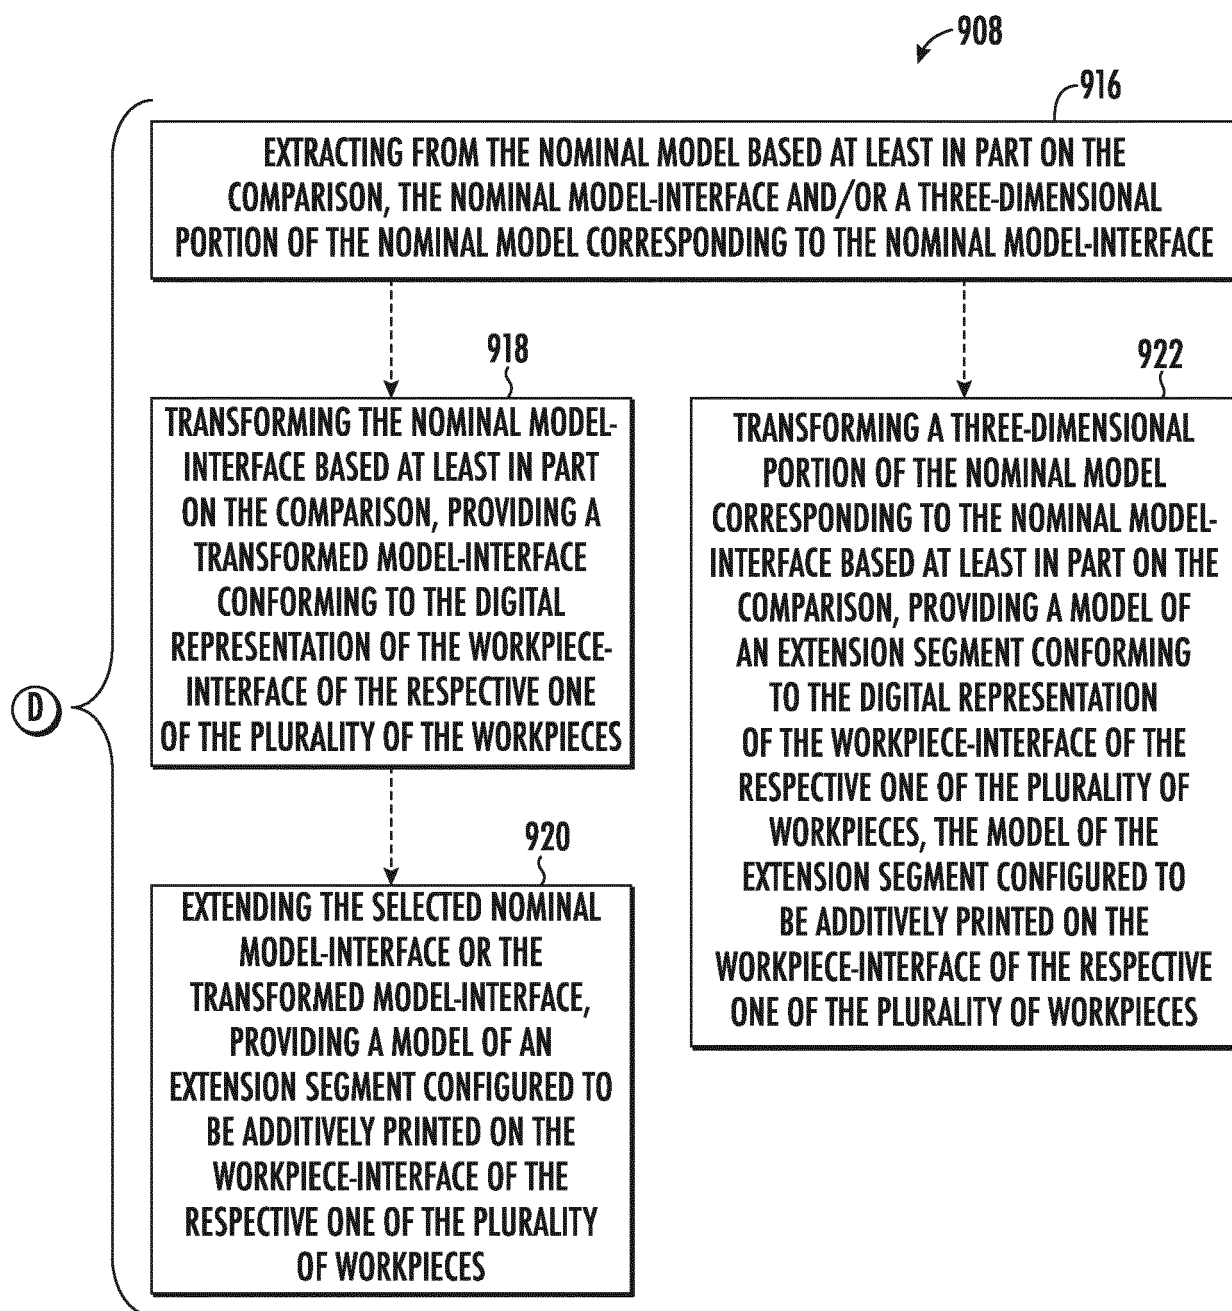 908
916
EXTRACTING FROM THE NOMINAL MODEL BASED AT LEAST IN PART ON THE
COMPARISON, THE NOMINAL MODEL-INTERFACE AND/OR A THREE-DIMENSIONAL
PORTION OF THE NOMINAL MODEL CORRESPONDING TO THE NOMINAL MODEL-INTERFACE
918
TRANSFORMING THE NOMINAL MODEL-
INTERFACE BASED AT LEAST IN PART
ON THE COMPARISON, PROVIDING A
TRANSFORMED MODEL-INTERFACE
CONFORMING TO THE DIGITAL
REPRESENTATION OF THE WORKPIECE-
INTERFACE OF THE RESPECTIVE ONE
OF THE PLURALITY OF THE WORKPIECES
920
EXTENDING THE SELECTED NOMINAL
MODEL-INTERFACE OR THE
TRANSFORMED MODEL-INTERFACE,
PROVIDING A MODEL OF AN
EXTENSION SEGMENT CONFIGURED TO
BE ADDITIVELY PRINTED ON THE
WORKPIECE-INTERFACE OF THE
RESPECTIVE ONE OF THE PLURALITY
OF WORKPIECES
922
TRANSFORMING A THREE-DIMENSIONAL
PORTION OF THE NOMINAL MODEL
CORRESPONDING TO THE NOMINAL MODEL-
INTERFACE BASED AT LEAST IN PART ON THE
COMPARISON, PROVIDING A MODEL OF
AN EXTENSION SEGMENT CONFORMING
TO THE DIGITAL REPRESENTATION
OF THE WORKPIECE-INTERFACE OF THE
RESPECTIVE ONE OF THE PLURALITY OF
WORKPIECES, THE MODEL OF THE
EXTENSION SEGMENT CONFIGURED TO
BE ADDITIVELY PRINTED ON THE
WORKPIECE-INTERFACE OF THE RESPECTIVE
ONE OF THE PLURALITY OF WORKPIECES
D